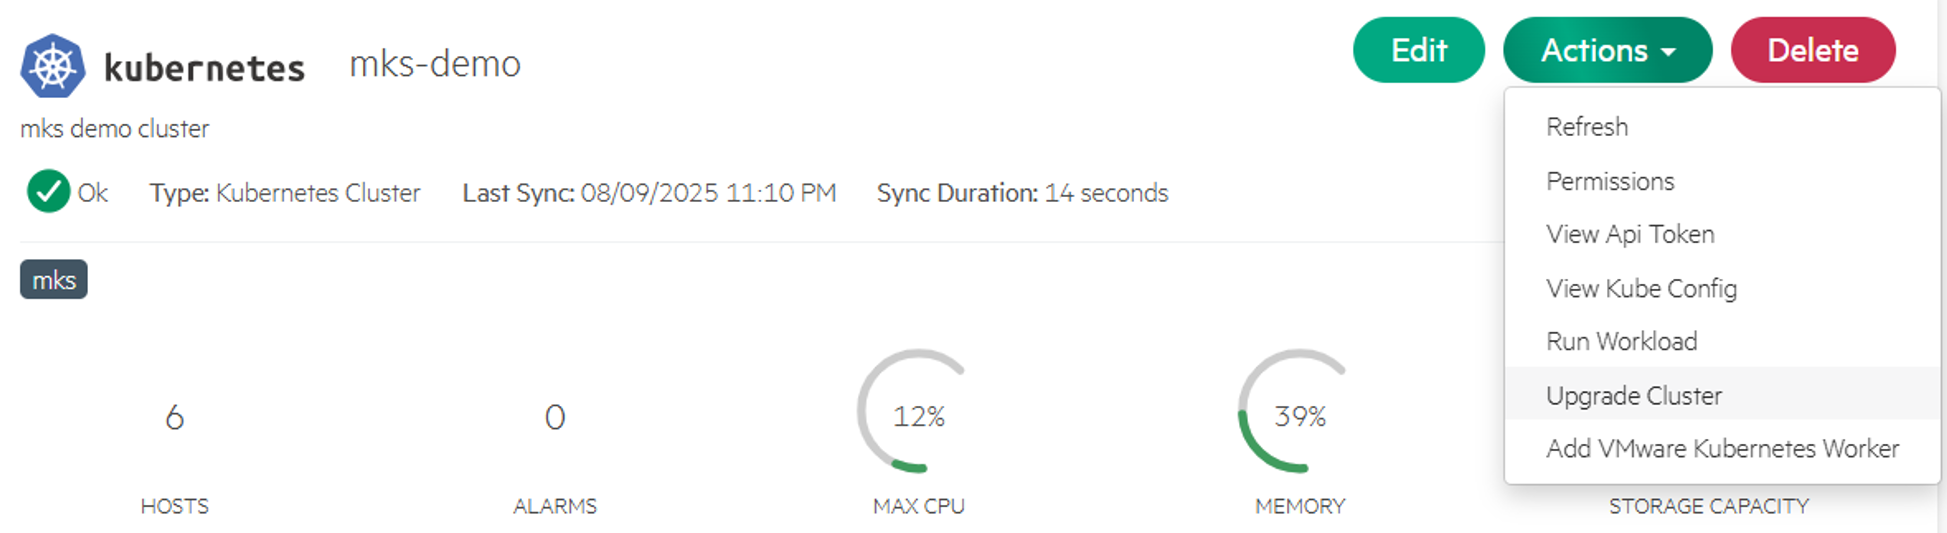 kubernetes mks-demo
Edit Actions Delete
mks demo cluster
Ok Type: Kubernetes Cluster Last Sync: 08/09/2025 11:10 PM Sync Duration: 14 seconds
Refresh
Permissions
View Api Token
View Kube Config
Run Workload
Upgrade Cluster
Add VMware Kubernetes Worker
mks
6 0 12% 39%
HOSTS ALARMS MAX CPU MEMORY STORAGE CAPACITY